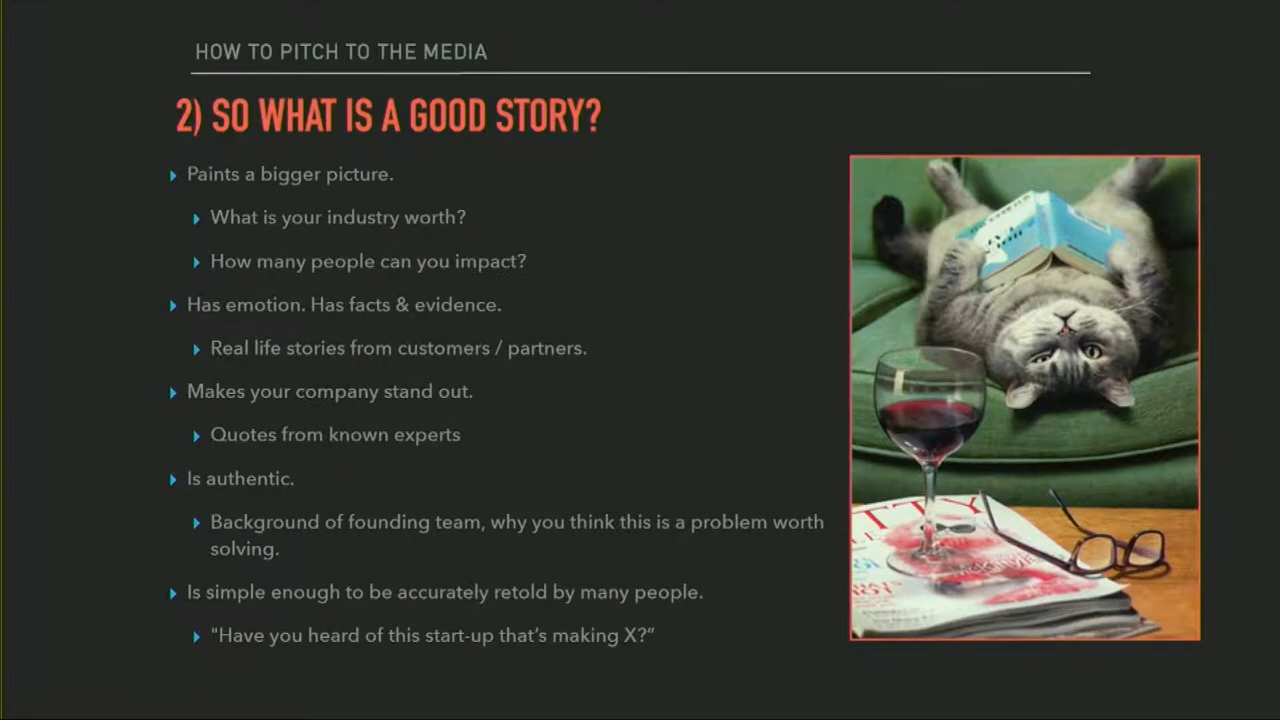 HOW TO PITCH TO THE MEDIA
2) SO WHAT IS A GOOD STORY?
Paints a bigger picture.
What is your industry worth?
How many people can you impact?
Has emotion. Has facts & evidence.
Real life stories from customers / partners.
Makes your company stand out.
Quotes from known experts
Is authentic.
Background of founding team, why you think this is a problem worth
solving.
Is simple enough to be accurately retold by many people.
"Have you heard of this start-up that's making X?”
TTY